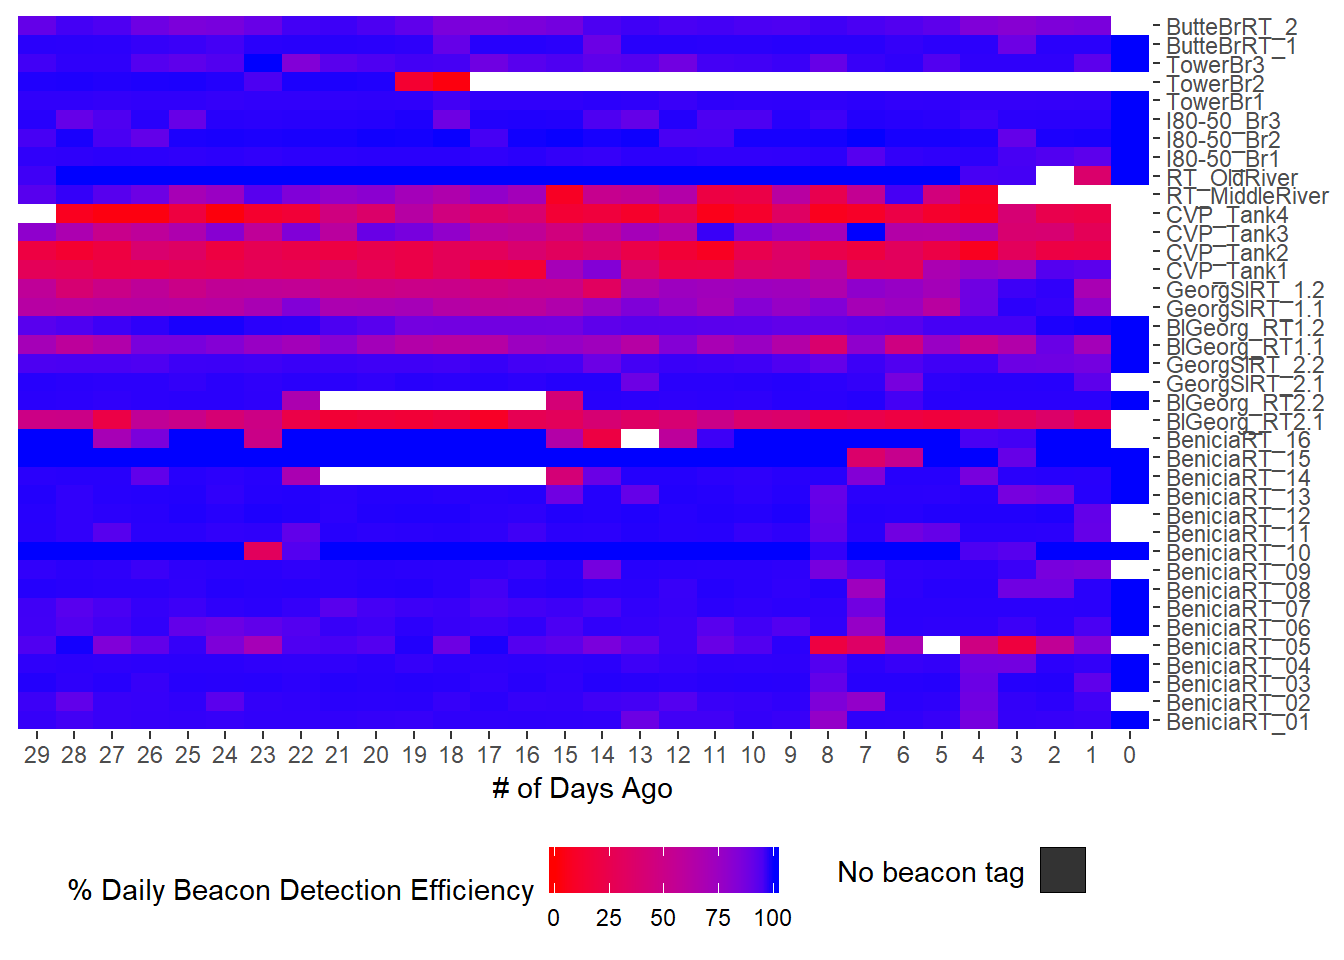 ButteBrRT_2
ButteBrRT_1
TowerBr3
TowerBr2
TowerBr1
I80-50_Br3
I80-50_Br2
I80-50_Br1
RT_OldRiver
RT_MiddleRiver
CVP_Tank4
CVP_Tank3
CVP_Tank2
CVP_Tank1
GeorgSlRT_1.2
GeorgSlRT_1.1
BlGeorg_RT1.2
BlGeorg_RT1.1
GeorgSlRT_2.2
GeorgSlRT_2.1
BlGeorg_RT2.2
BlGeorg_RT2.1
BeniciaRT_16
BeniciaRT_15
BeniciaRT_14
BeniciaRT_13
BeniciaRT_12
BeniciaRT_11
BeniciaRT_10
BeniciaRT_09
BeniciaRT_08
BeniciaRT_07
BeniciaRT_06
BeniciaRT_05
BeniciaRT_04
BeniciaRT_03
BeniciaRT_02
BeniciaRT_01
29 28 27 26 25 24 23 22 21 20 19 18 17 16 15 14 13 12 11 10 9 8 7 6 5 4 3 2 1 0
# of Days Ago
% Daily Beacon Detection Efficiency
0 25 50 75 100
No beacon tag